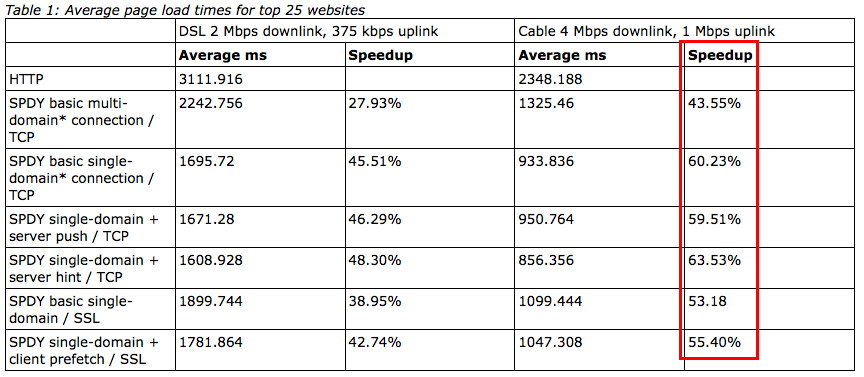 Table 1: Average page load times for top 25 websites
DSL 2 Mbps downlink, 375 kbps uplink Cable 4 Mbps downlink, 1 Mbps uplink
Average ms Speedup Average ms Speedup
HTTP 3111.916 2348.188
SPDY basic multi- 2242.756 27.93% 1325.46 43.55%
domain* connection /
TCP
SPDY basic single- 1695.72 45.51% 933.836 60.23%
domain* connection /
TCP
SPDY single-domain + 1671.28 46.29% 950.764 59.51%
server push / TCP
SPDY single-domain + 1608.928 48.30% 856.356 63.53%
server hint / TCP
SPDY basic single- 1899.744 38.95% 1099.444 53.18
domain / SSL
SPDY single-domain + 1781.864 42.74% 1047.308 55.40%
client prefetch / SSL